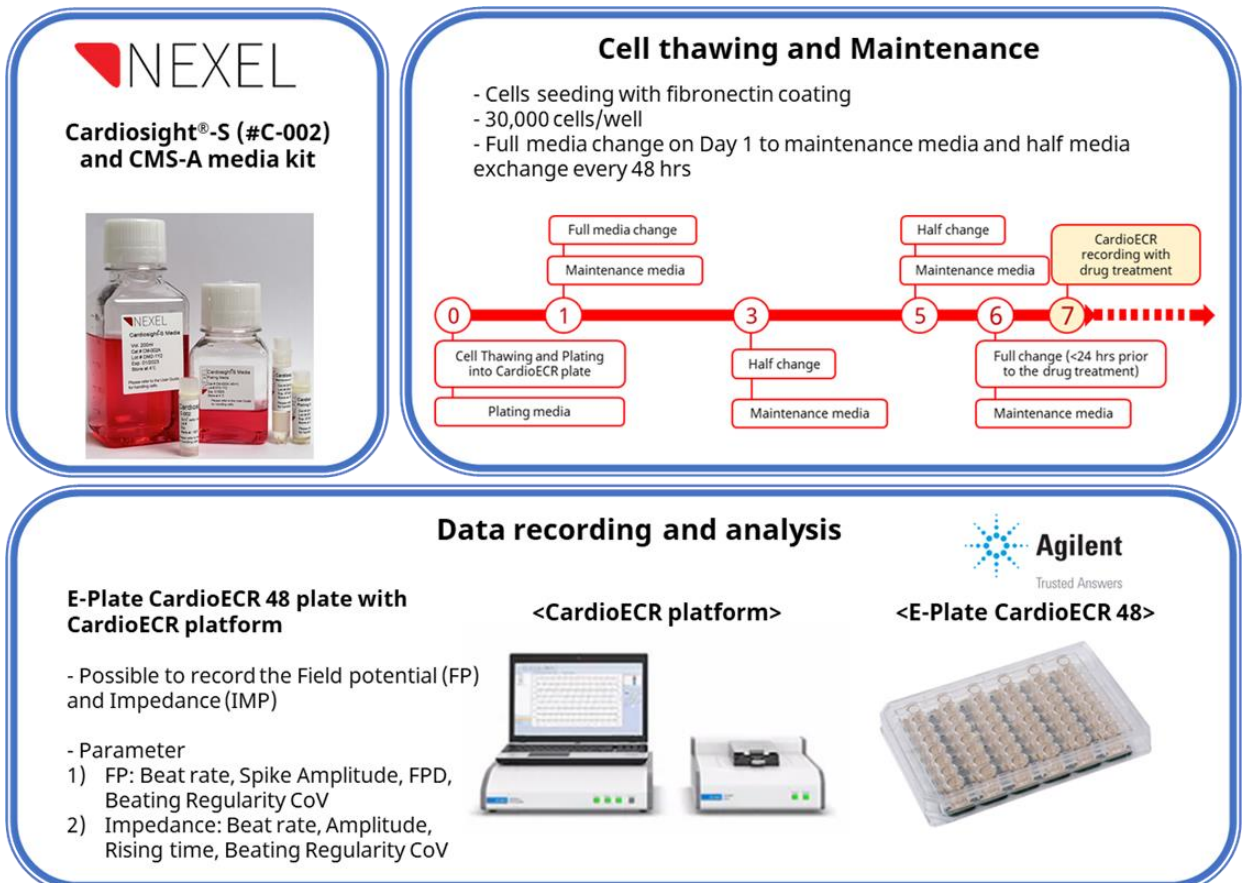 NEXEL
Cardiosight®-S (#C-002)
and CMS-A media kit
NEXEL
Cardiosight-S Media
Cell thawing and Maintenance
- Cells seeding with fibronectin coating
- 30,000 cells/well
- Full media change on Day 1 to maintenance media and half media
exchange every 48 hrs
Full media change
Maintenance media
Half change
Maintenance media
CardioECR
recording with
drug treatment
0
1
3
5
6
7
Cell Thawing and Plating
into CardioECR plate
Plating media
Half change
Maintenance media
Full change (<24 hrs prior
to the drug treatment)
Maintenance media
Data recording and analysis
Agilent
Trusted Answers
E-Plate CardioECR 48 plate with
CardioECR platform
- Possible to record the Field potential (FP)
and Impedance (IMP)
- Parameter
1) FP: Beat rate, Spike Amplitude, FPD,
Beating Regularity CoV
2) Impedance: Beat rate, Amplitude,
Rising time, Beating Regularity CoV
<CardioECR platform>
<E-Plate CardioECR 48>